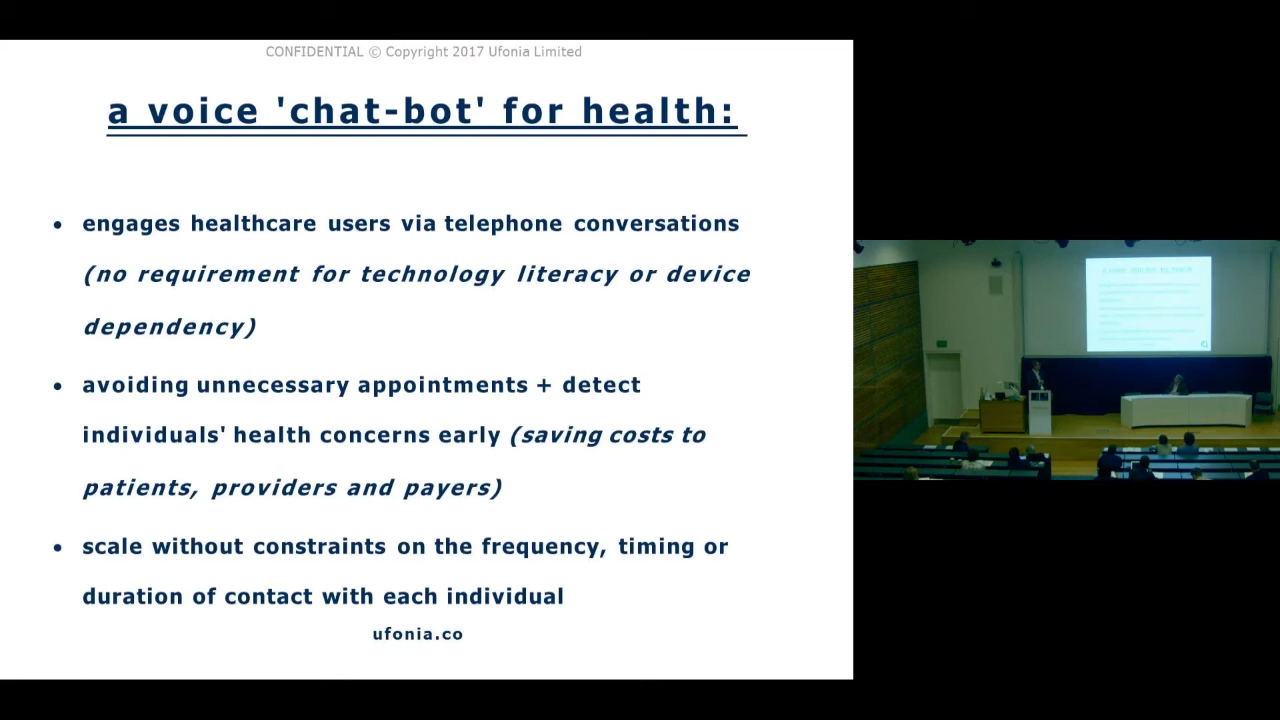 CONFIDENTIAL © Copyright 2017 Ufonia Limited
a voice 'chat-bot' for health:
• engages healthcare users via telephone conversations
(no requirement for technology literacy or device
dependency)
• avoiding unnecessary appointments + detect
individuals' health concerns early (saving costs to
patients, providers and payers)
• scale without constraints on the frequency, timing or
duration of contact with each individual
ufonia.co